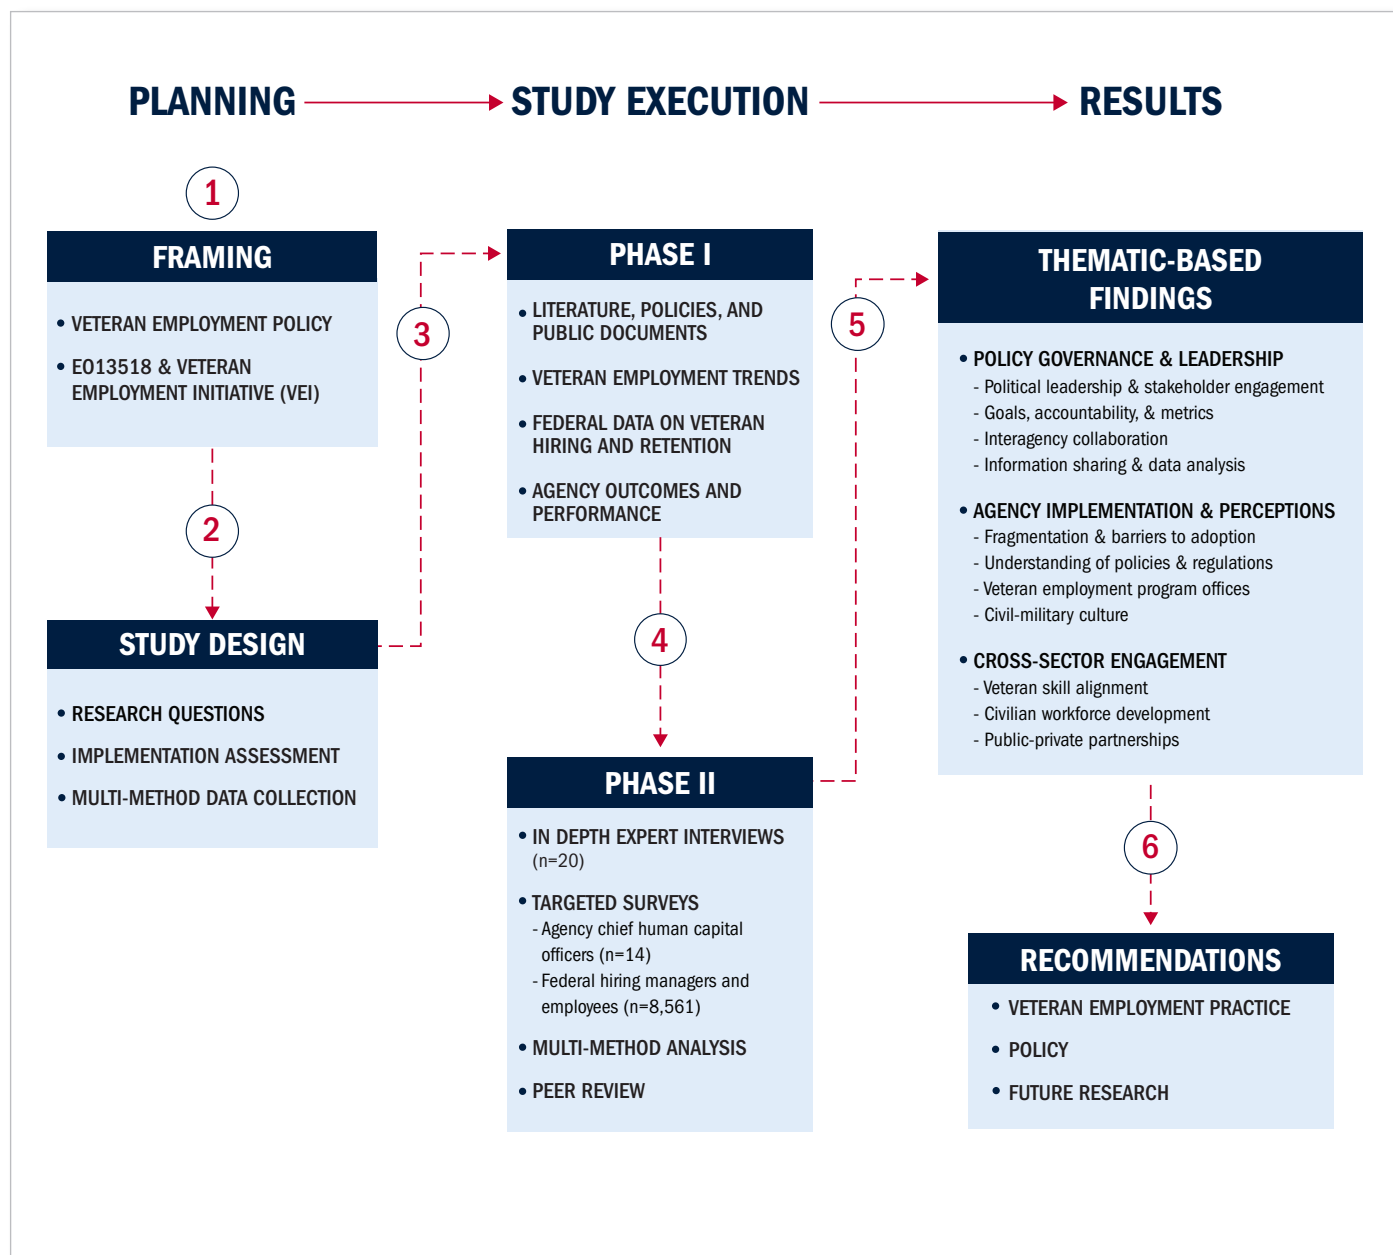 PLANNING
STUDY EXECUTION
RESULTS
1
FRAMING
• VETERAN EMPLOYMENT POLICY
• EO13518 & VETERAN
EMPLOYMENT INITIATIVE (VEI)
2
STUDY DESIGN
• RESEARCH QUESTIONS
• IMPLEMENTATION ASSESSMENT
• MULTI-METHOD DATA COLLECTION
3
PHASE I
• LITERATURE, POLICIES, AND
PUBLIC DOCUMENTS
• VETERAN EMPLOYMENT TRENDS
• FEDERAL DATA ON VETERAN
HIRING AND RETENTION
• AGENCY OUTCOMES AND
PERFORMANCE
4
PHASE II
• IN DEPTH EXPERT INTERVIEWS
(n=20)
• TARGETED SURVEYS
- Agency chief human capital
officers (n=14)
- Federal hiring managers and
employees (n=8,561)
• MULTI-METHOD ANALYSIS
• PEER REVIEW
5
THEMATIC-BASED
FINDINGS
• POLICY GOVERNANCE & LEADERSHIP
- Political leadership & stakeholder engagement
- Goals, accountability, & metrics
- Interagency collaboration
- Information sharing & data analysis
• AGENCY IMPLEMENTATION & PERCEPTIONS
- Fragmentation & barriers to adoption
- Understanding of policies & regulations
- Veteran employment program offices
- Civil-military culture
• CROSS-SECTOR ENGAGEMENT
- Veteran skill alignment
- Civilian workforce development
- Public-private partnerships
6
RECOMMENDATIONS
• VETERAN EMPLOYMENT PRACTICE
• POLICY
• FUTURE RESEARCH